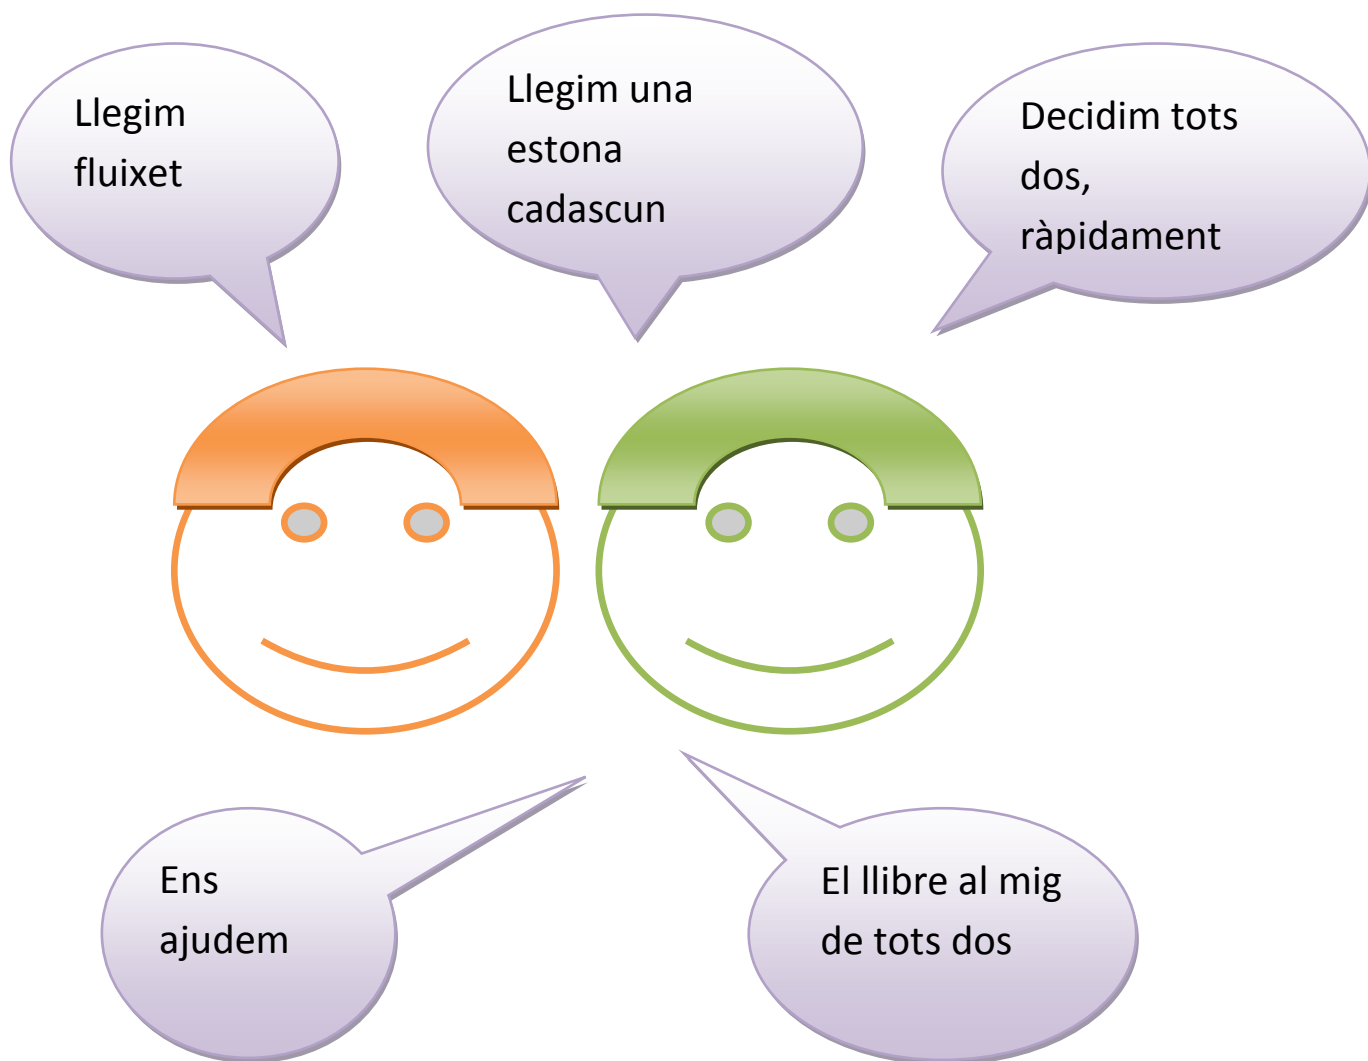 Llegim
fluixet
Llegim una
estona
cadascun
Decidim tots
dos,
ràpidament
Ens
ajudem
El llibre al mig
de tots dos